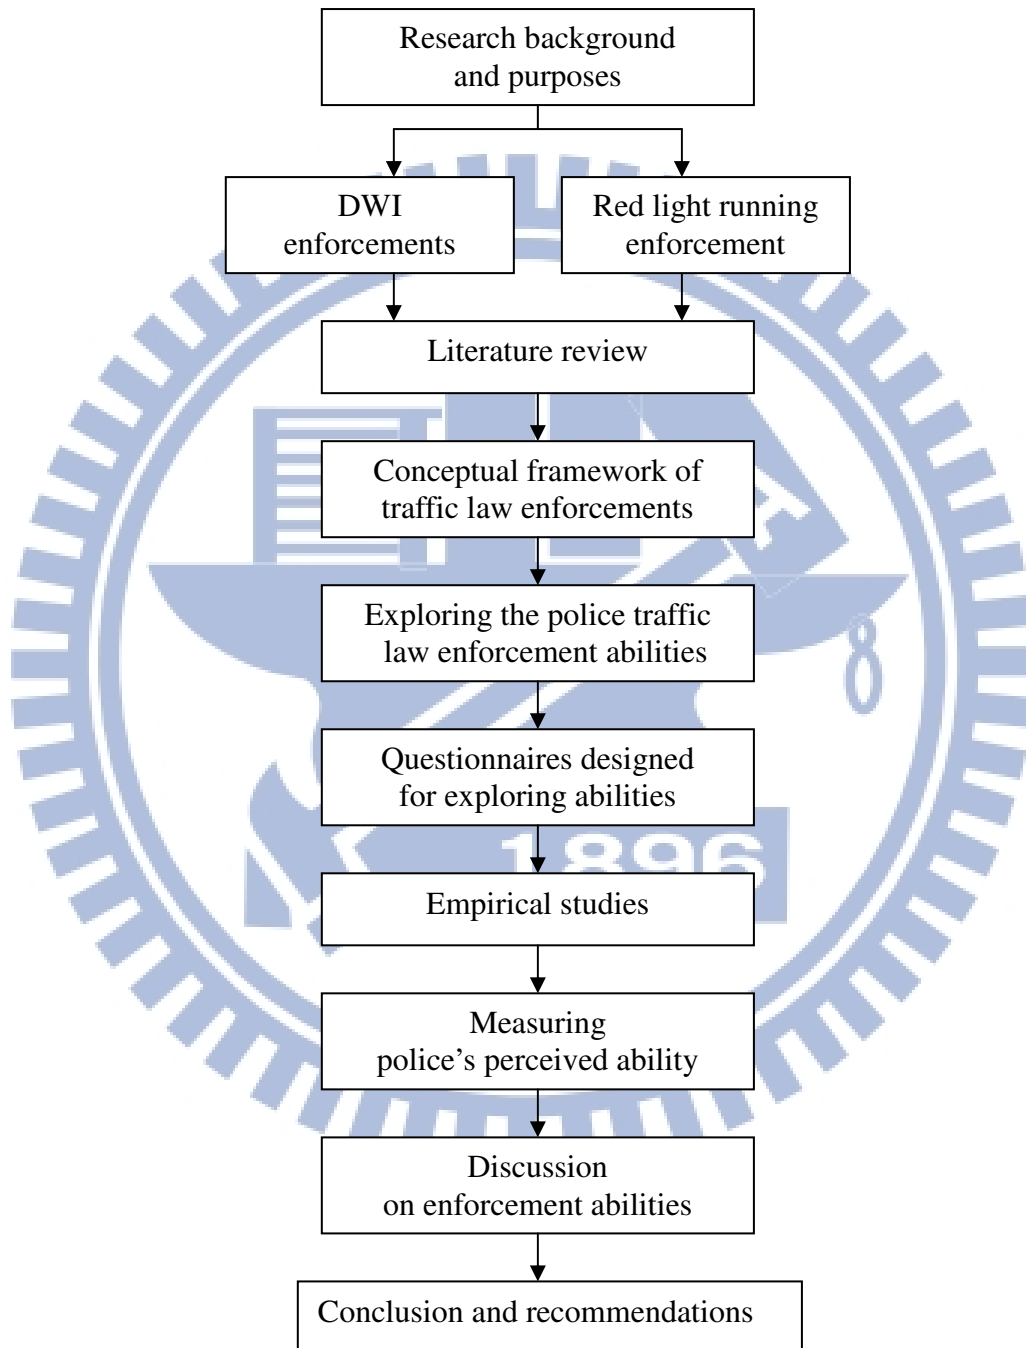 Research background
and purposes
DWI
enforcements
Red light running
enforcement
Literature review
Conceptual framework of
traffic law enforcements
Exploring the police traffic
law enforcement abilities
Questionnaires designed
for exploring abilities
1896
Empirical studies
Measuring
police's perceived ability
Discussion
on enforcement abilities
Conclusion and recommendations